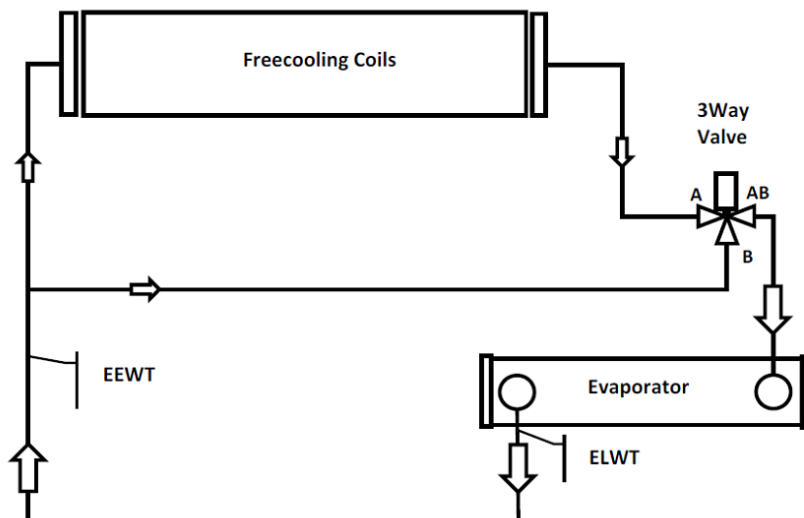 Freecooling Coils
3Way
Valve
A
AB
B
EEWT
Evaporator
ELWT